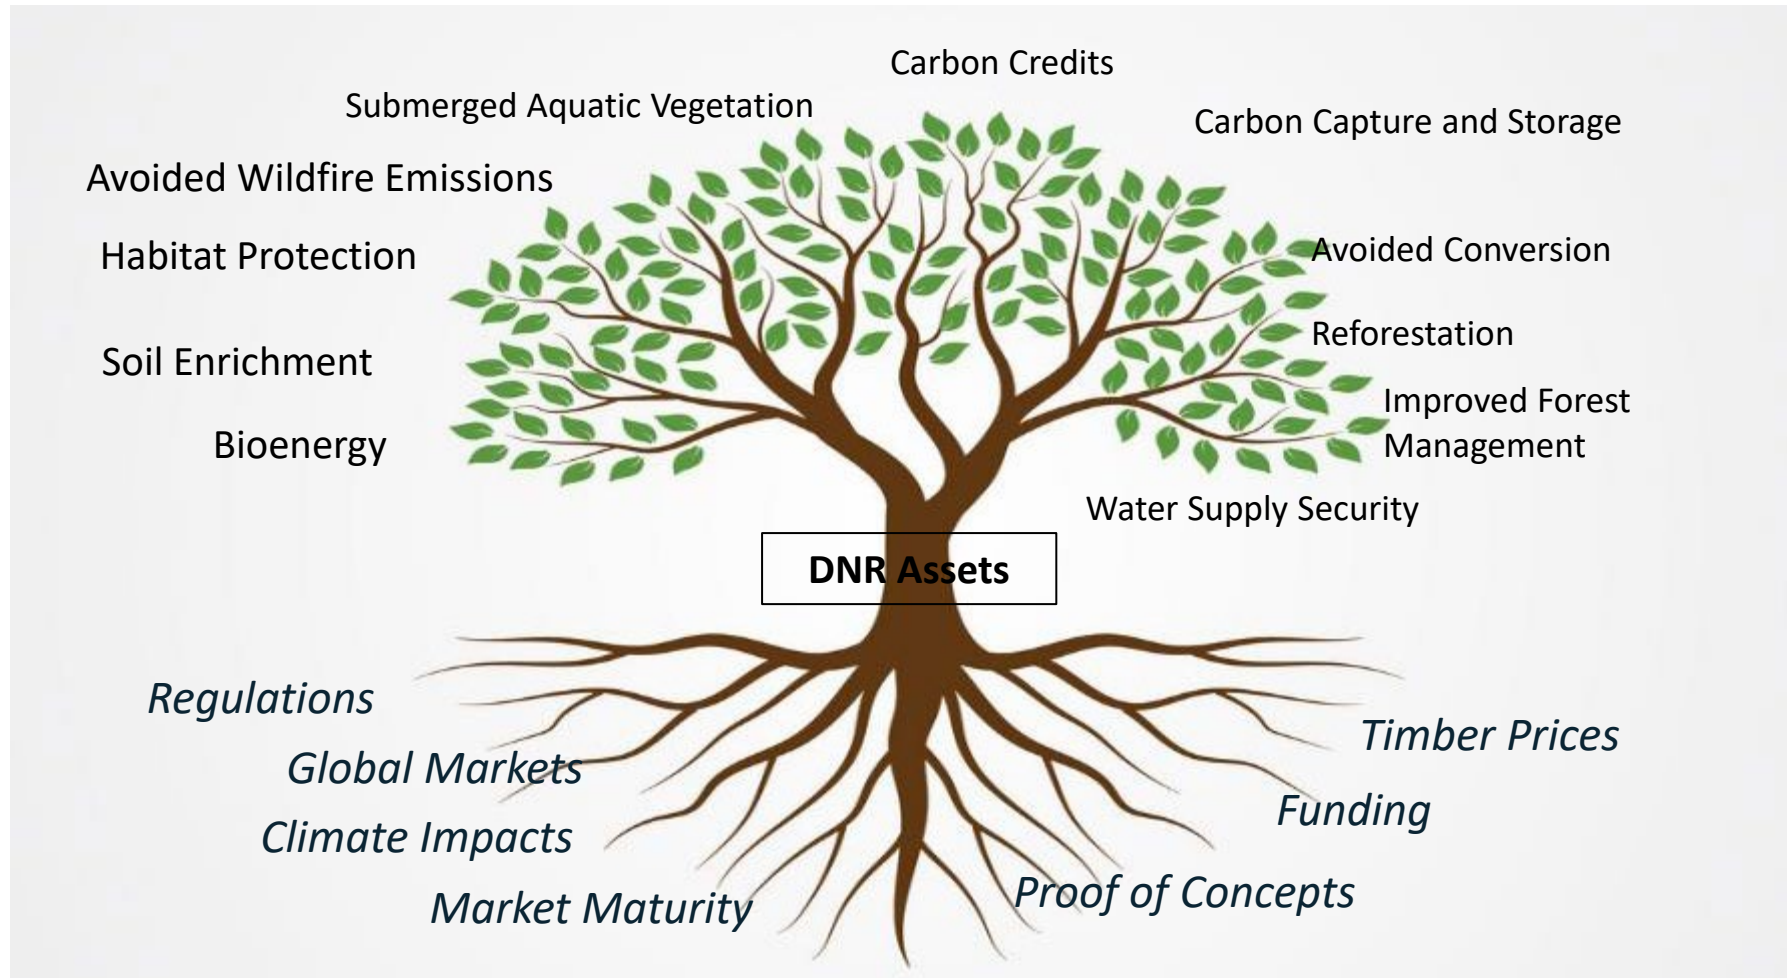 Carbon Credits
Submerged Aquatic Vegetation
Carbon Capture and Storage
Avoided Wildfire Emissions
Habitat Protection
Avoided Conversion
Reforestation
Soil Enrichment
Improved Forest
Management
Bioenergy
Water Supply Security
DNR Assets
Regulations
Timber Prices
Global Markets
Funding
Climate Impacts
Proof of Concepts
Market Maturity